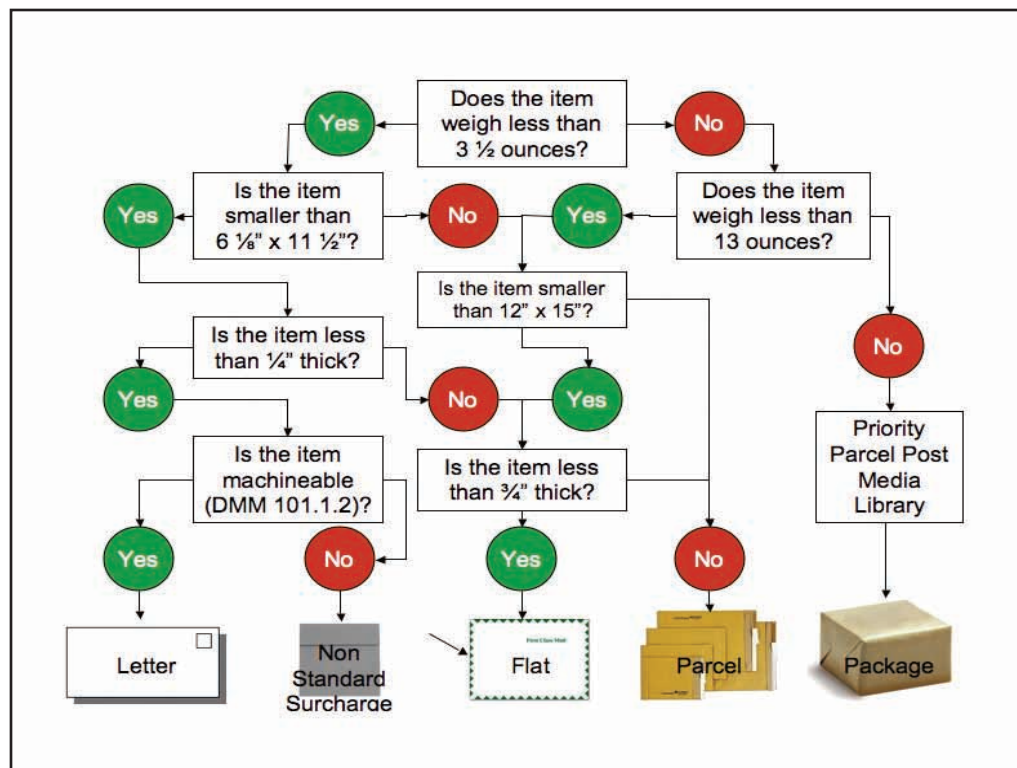 Does the item
weigh less than
3 ½ ounces?
Yes
No
Is the item
smaller than
6 ⅛” x 11 ½”?
Yes
No
Yes
Does the item
weigh less than
13 ounces?
Is the item smaller
than 12” x 15”?
Is the item less
than ¼” thick?
No
Yes
No
Yes
Priority
Parcel Post
Media
Library
Is the item
machineable
(DMM 101.1.2)?
Is the item less
than ¾” thick?
Yes
No
Yes
No
Letter
Non
Standard
Surcharge
First Class Mail
Flat
Parcel
Package